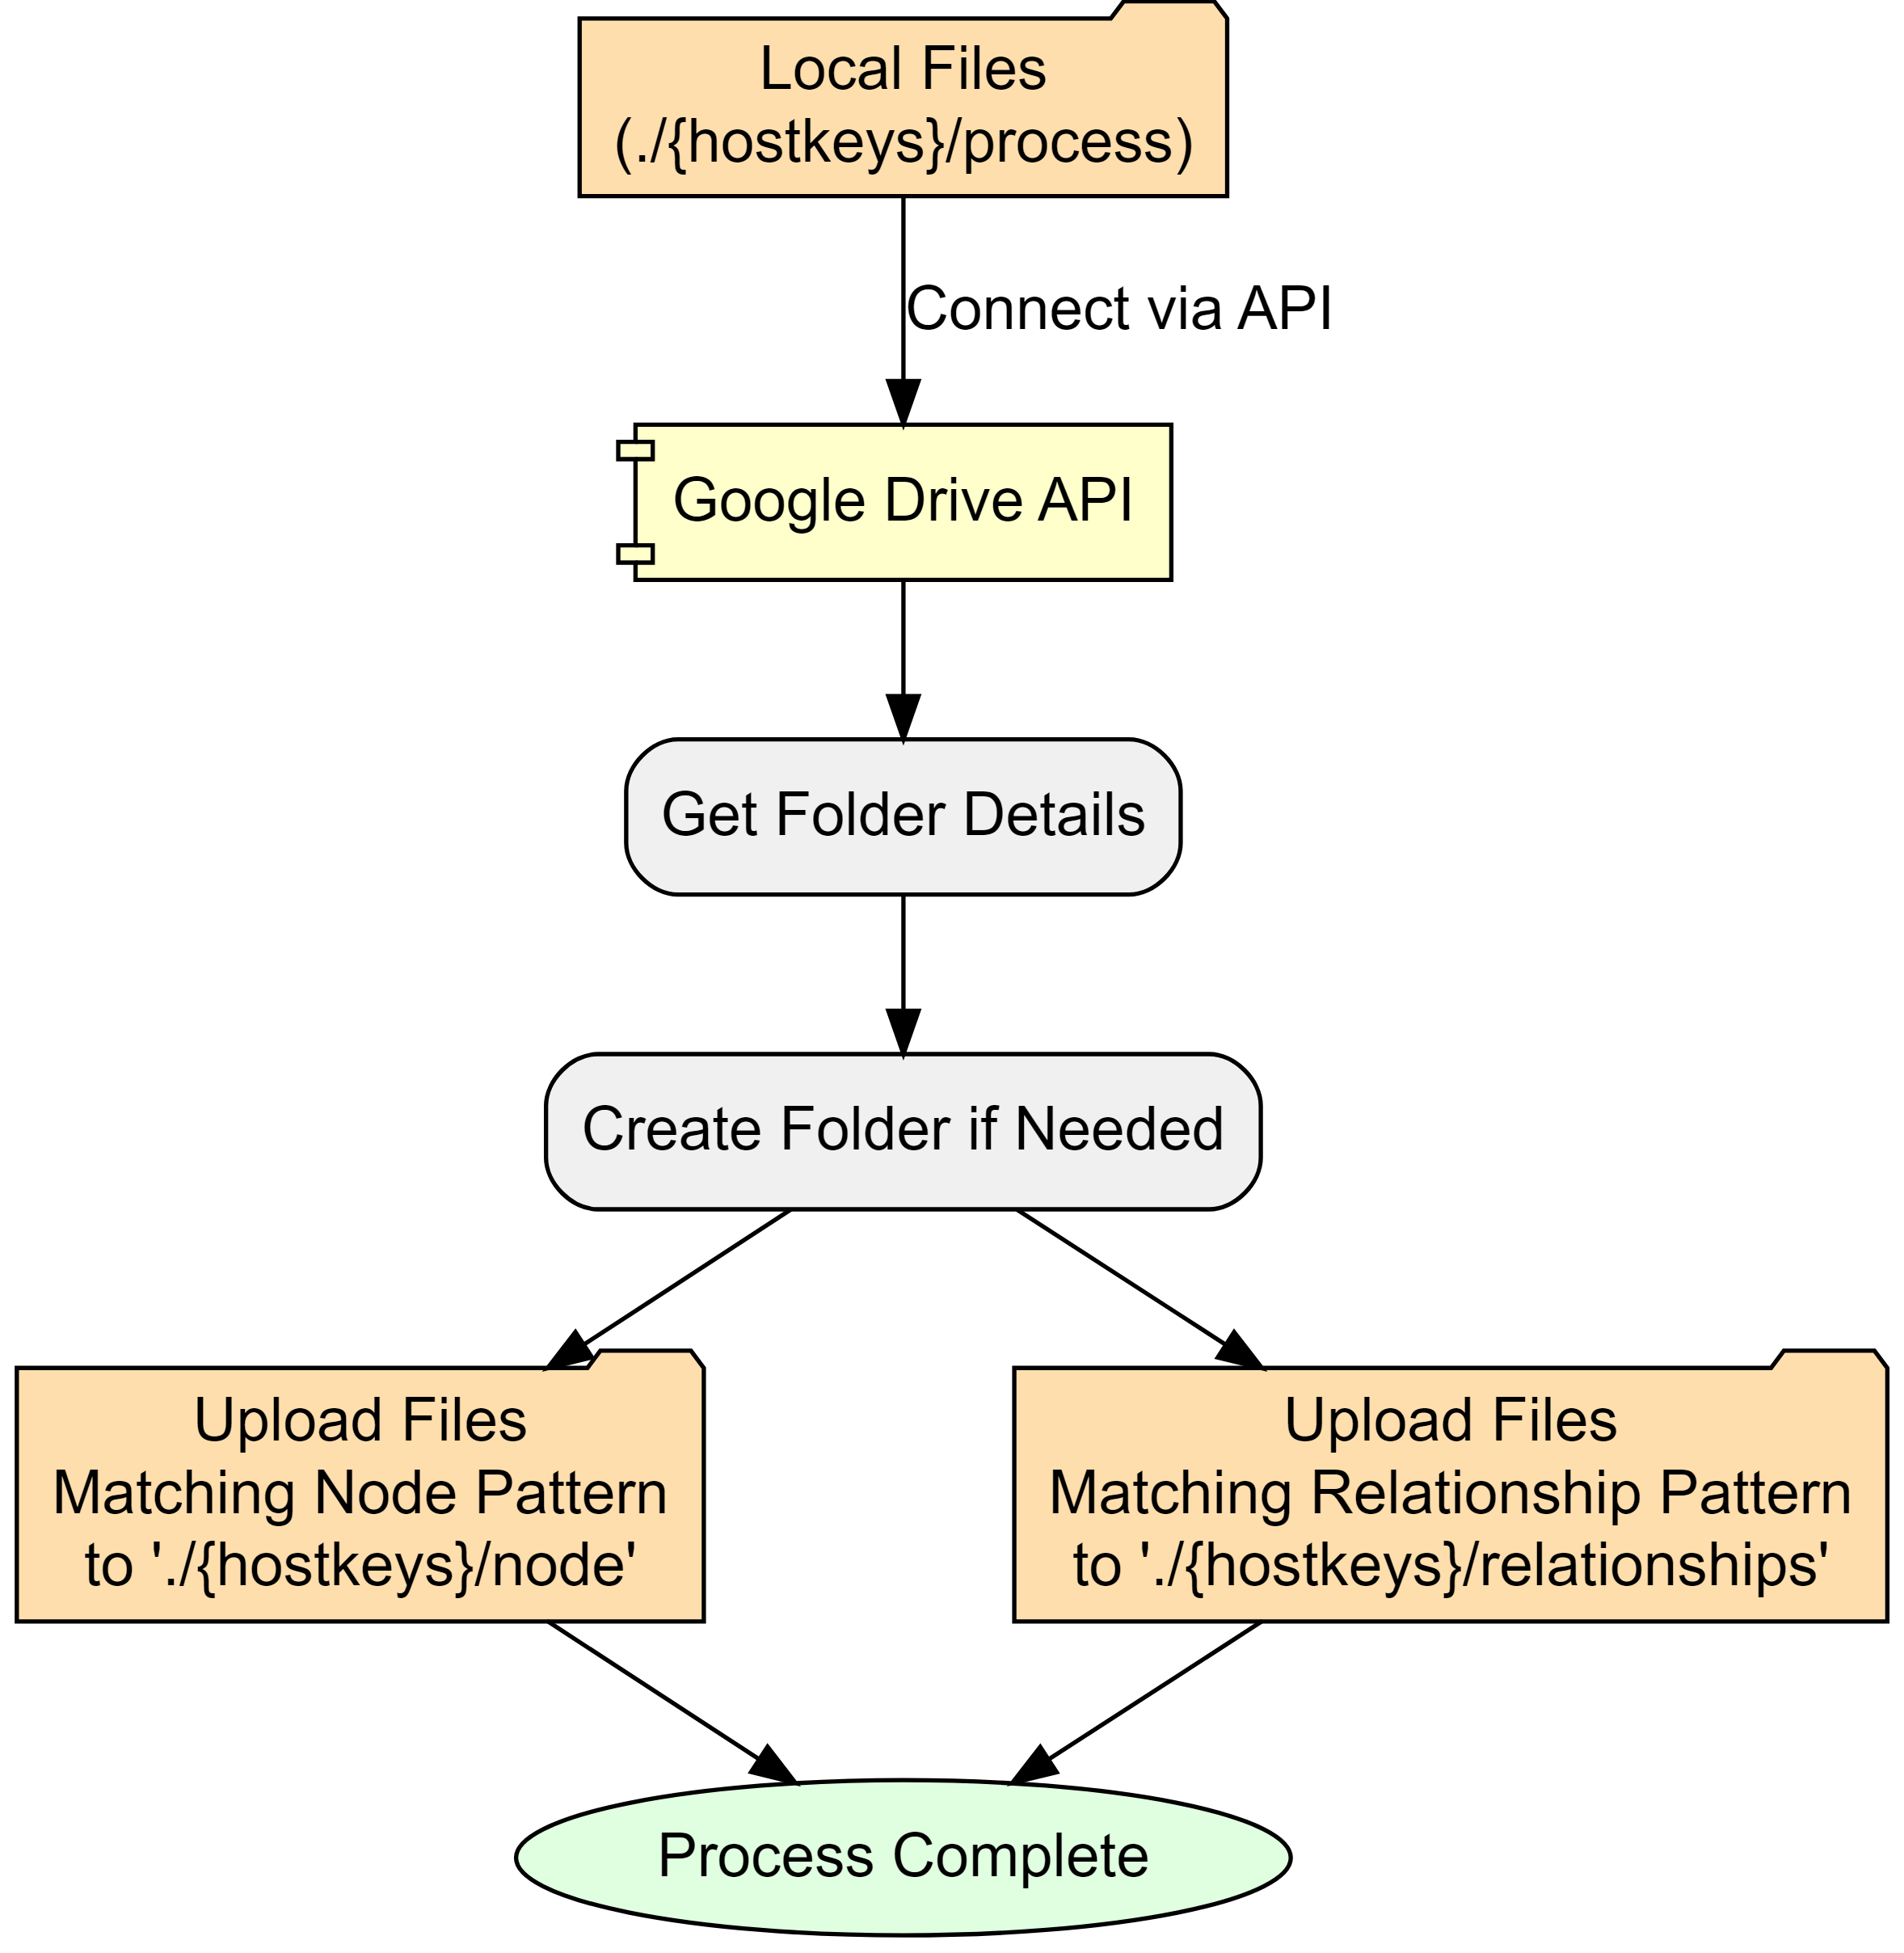 Local Files
(./{hostkeys}/process)
Connect via API
Google Drive API
Get Folder Details
Create Folder if Needed
Upload Files
Matching Node Pattern
to './{hostkeys}/node'
Upload Files
Matching Relationship Pattern
to './{hostkeys}/relationships'
Process Complete